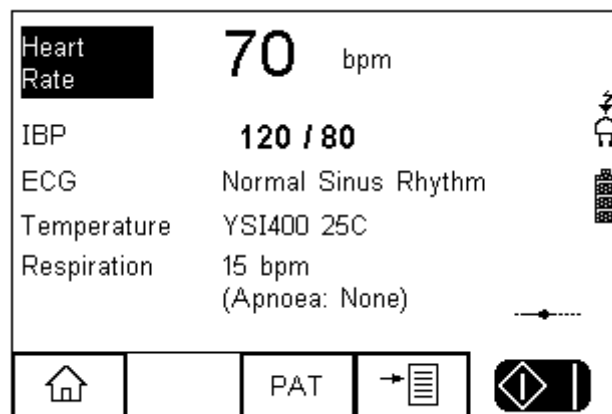 Heart Rate 70 bpm
IBP 120 / 80
ECG Normal Sinus Rhythm
Temperature YSI400 25C
Respiration 15 bpm
(Apnoea: None)
PAT